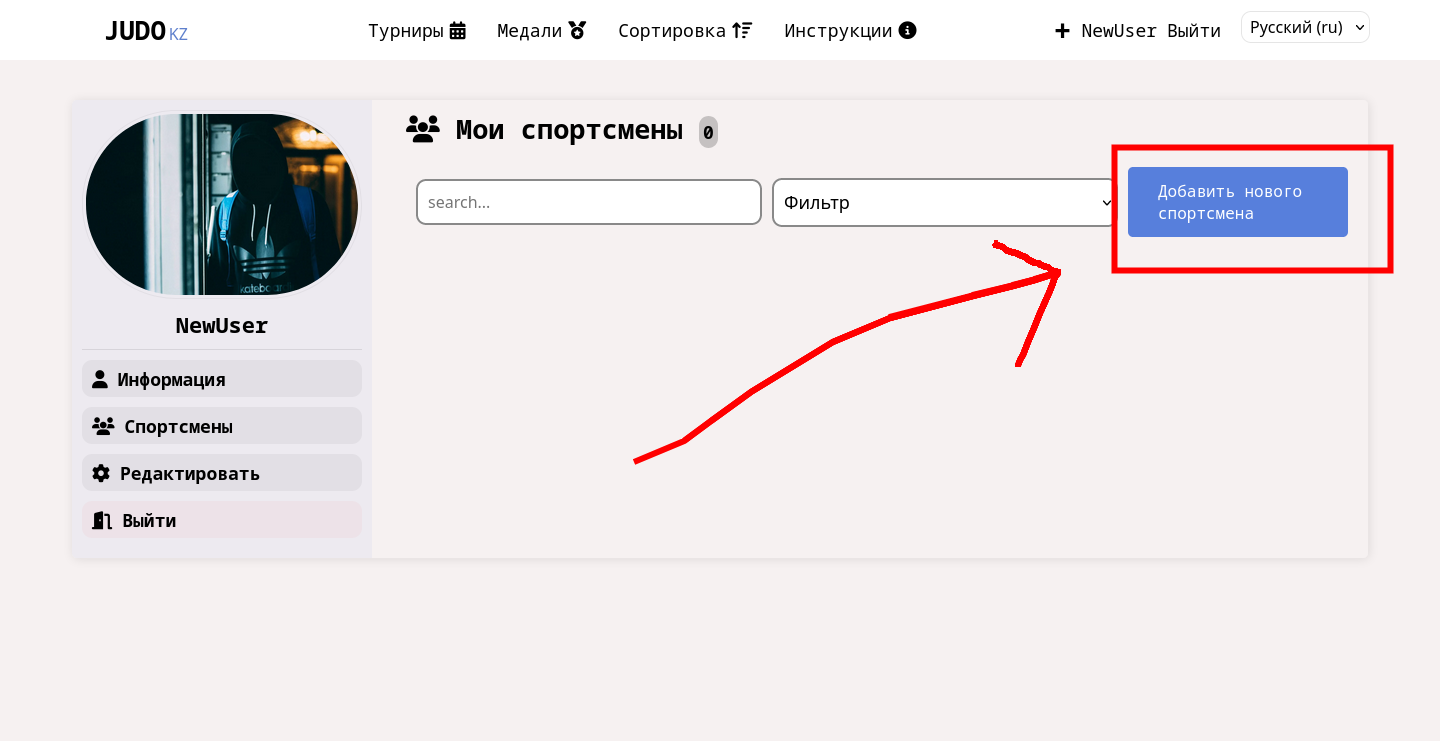 JUDO KZ
Турниры Медали Сортировка Инструкции
NewUser Выйти Русский (ru)
Мои спортсмены 0
search...
Фильтр
Добавить нового
спортсмена
NewUser
Информация
Спортсмены
Редактировать
Выйти